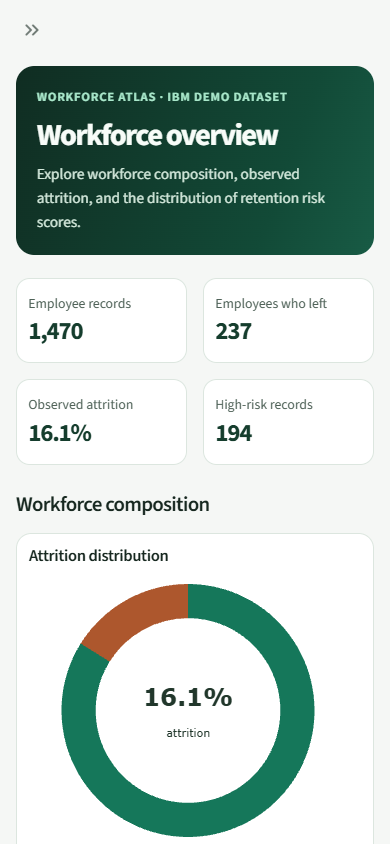 WORKFORCE ATLAS · IBM DEMO DATASET
Workforce overview
Explore workforce composition, observed
attrition, and the distribution of retention risk
scores.
Employee records
1,470
Employees who left
237
Observed attrition
16.1%
High-risk records
194
Workforce composition
Attrition distribution
16.1%
attrition